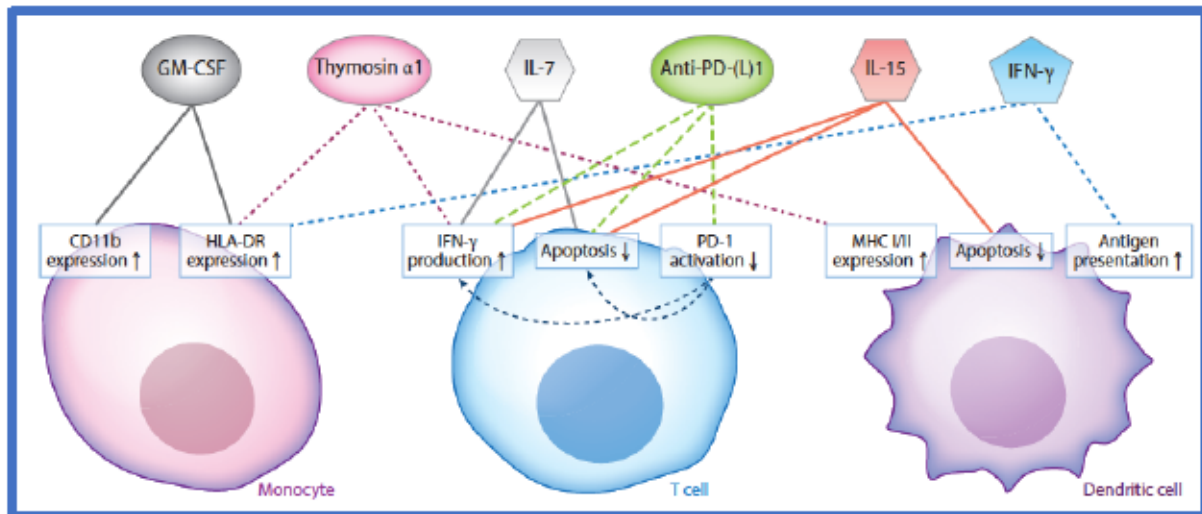 GM-CSF
Thymosin α1
IL-7
Anti-PD-(L)1
IL-15
IFN-γ
CD11b
expression ↑
HLA-DR
expression ↑
IFN-γ
production ↑
Apoptosis ↓
PD-1
activation ↓
MHC I/II
expression ↑
Apoptosis ↓
Antigen
presentation ↑
Monocyte
T cell
Dendritic cell